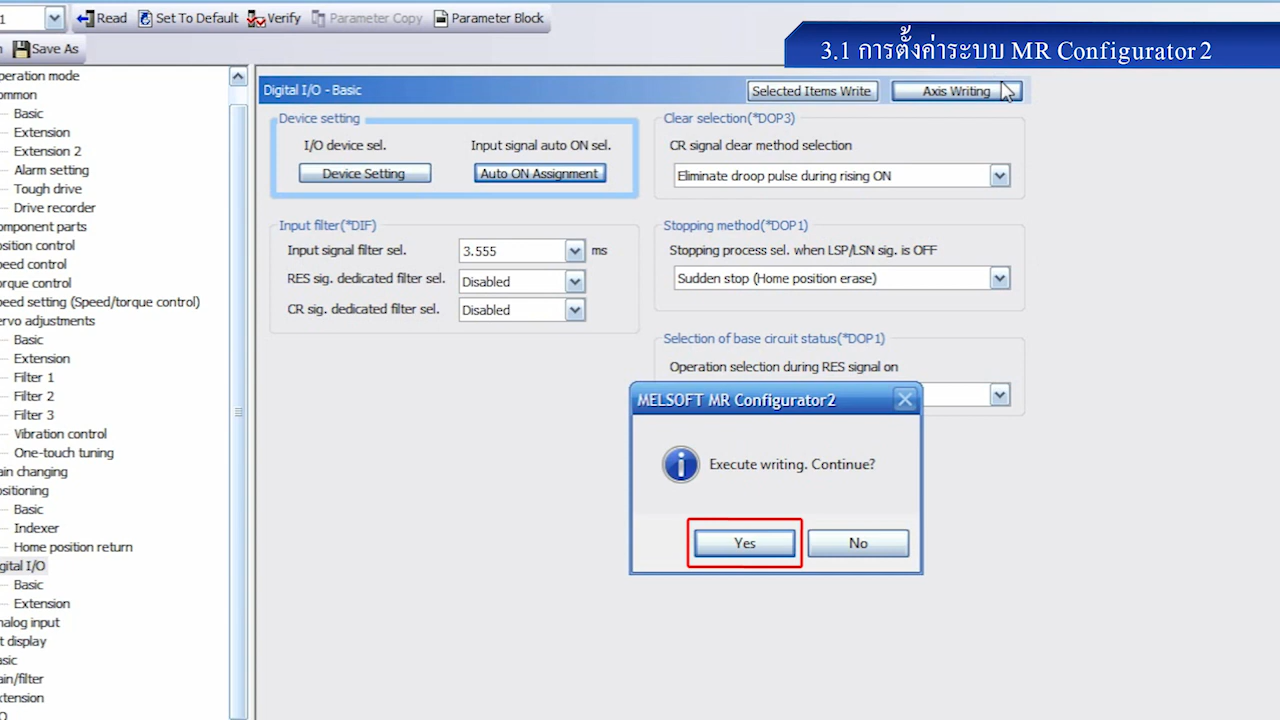 1 Read Set To Default Verify Parameter Copy Parameter Block
Save As
3.1 การตั้งค่าระบบ MR Configurator2
peration mode
ommon
Basic
Extension
Extension 2
Alarm setting
Tough drive
Drive recorder
omponent parts
osition control
peed control
orque control
peed setting (Speed/torque control)
ervo adjustments
Basic
Extension
Filter 1
Filter 2
Filter 3
Vibration control
One-touch tuning
ain changing
ositioning
Basic
Indexer
Home position return
gital I/O
Basic
Extension
nalog input
t display
asic
ain/filter
xtension
Digital I/O - Basic
Selected Items Write
Axis Writing
Device setting
I/O device sel.
Input signal auto ON sel.
Device Setting
Auto ON Assignment
Input filter(*DIF)
Input signal filter sel. 3.555 ms
RES sig. dedicated filter sel. Disabled
CR sig. dedicated filter sel. Disabled
Clear selection(*DOP3)
CR signal clear method selection
Eliminate droop pulse during rising ON
Stopping method(*DOP1)
Stopping process sel. when LSP/LSN sig. is OFF
Sudden stop (Home position erase)
Selection of base circuit status(*DOP1)
Operation selection during RES signal on
MELSOFT MR Configurator2
Execute writing. Continue?
Yes
No